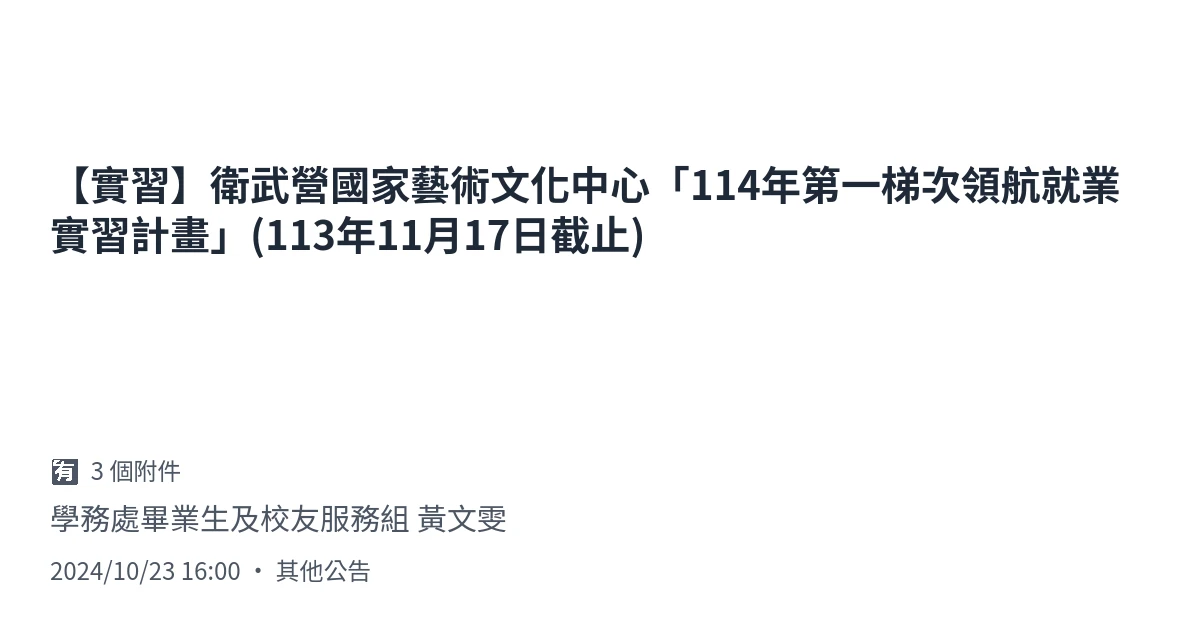 【實習】衛武營國家藝術文化中心「114年第一梯次領航就業
實習計畫」(113年11月17日截止)
🈶 3 個附件
學務處畢業生及校友服務組 黃文雯
2024/10/23 16:00 ・ 其他公告